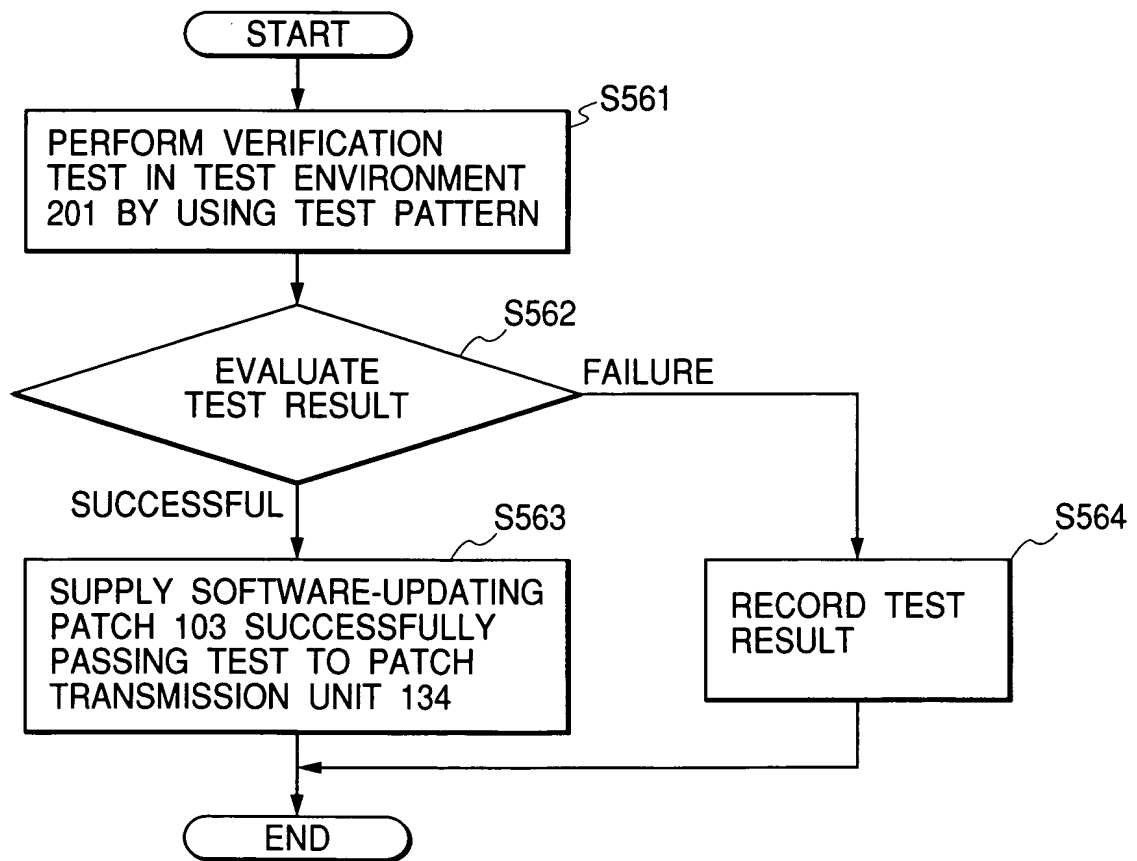 START
S561
PERFORM VERIFICATION
TEST IN TEST ENVIRONMENT
201 BY USING TEST PATTERN
S562
EVALUATE
TEST RESULT
FAILURE
SUCCESSFUL
S563
SUPPLY SOFTWARE-UPDATING
PATCH 103 SUCCESSFULLY
PASSING TEST TO PATCH
TRANSMISSION UNIT 134
S564
RECORD TEST
RESULT
END